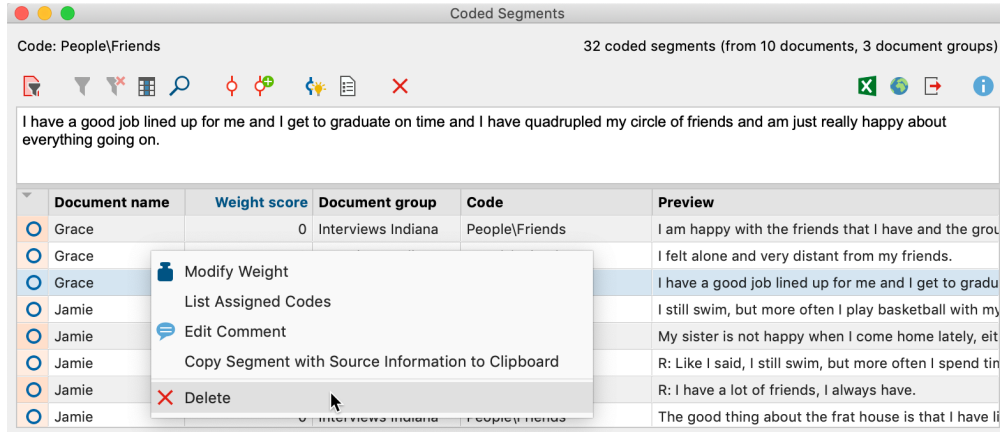 Coded Segments
Code: People\Friends 32 coded segments (from 10 documents, 3 document groups)
I have a good job lined up for me and I get to graduate on time and I have quadrupled my circle of friends and am just really happy about
everything going on.
Document name Weight score Document group Code Preview
Grace 0 Interviews Indiana People\Friends I am happy with the friends that I have and the grou
Grace I felt alone and very distant from my friends.
Grace I have a good job lined up for me and I get to gradu
Jamie I still swim, but more often I play basketball with my
Jamie My sister is not happy when I come home lately, eit
Jamie R: Like I said, I still swim, but more often I spend tim
Jamie R: I have a lot of friends, I always have.
Jamie 0 Interviews Indiana People\Friends The good thing about the frat house is that I have li
Modify Weight
List Assigned Codes
Edit Comment
Copy Segment with Source Information to Clipboard
Delete